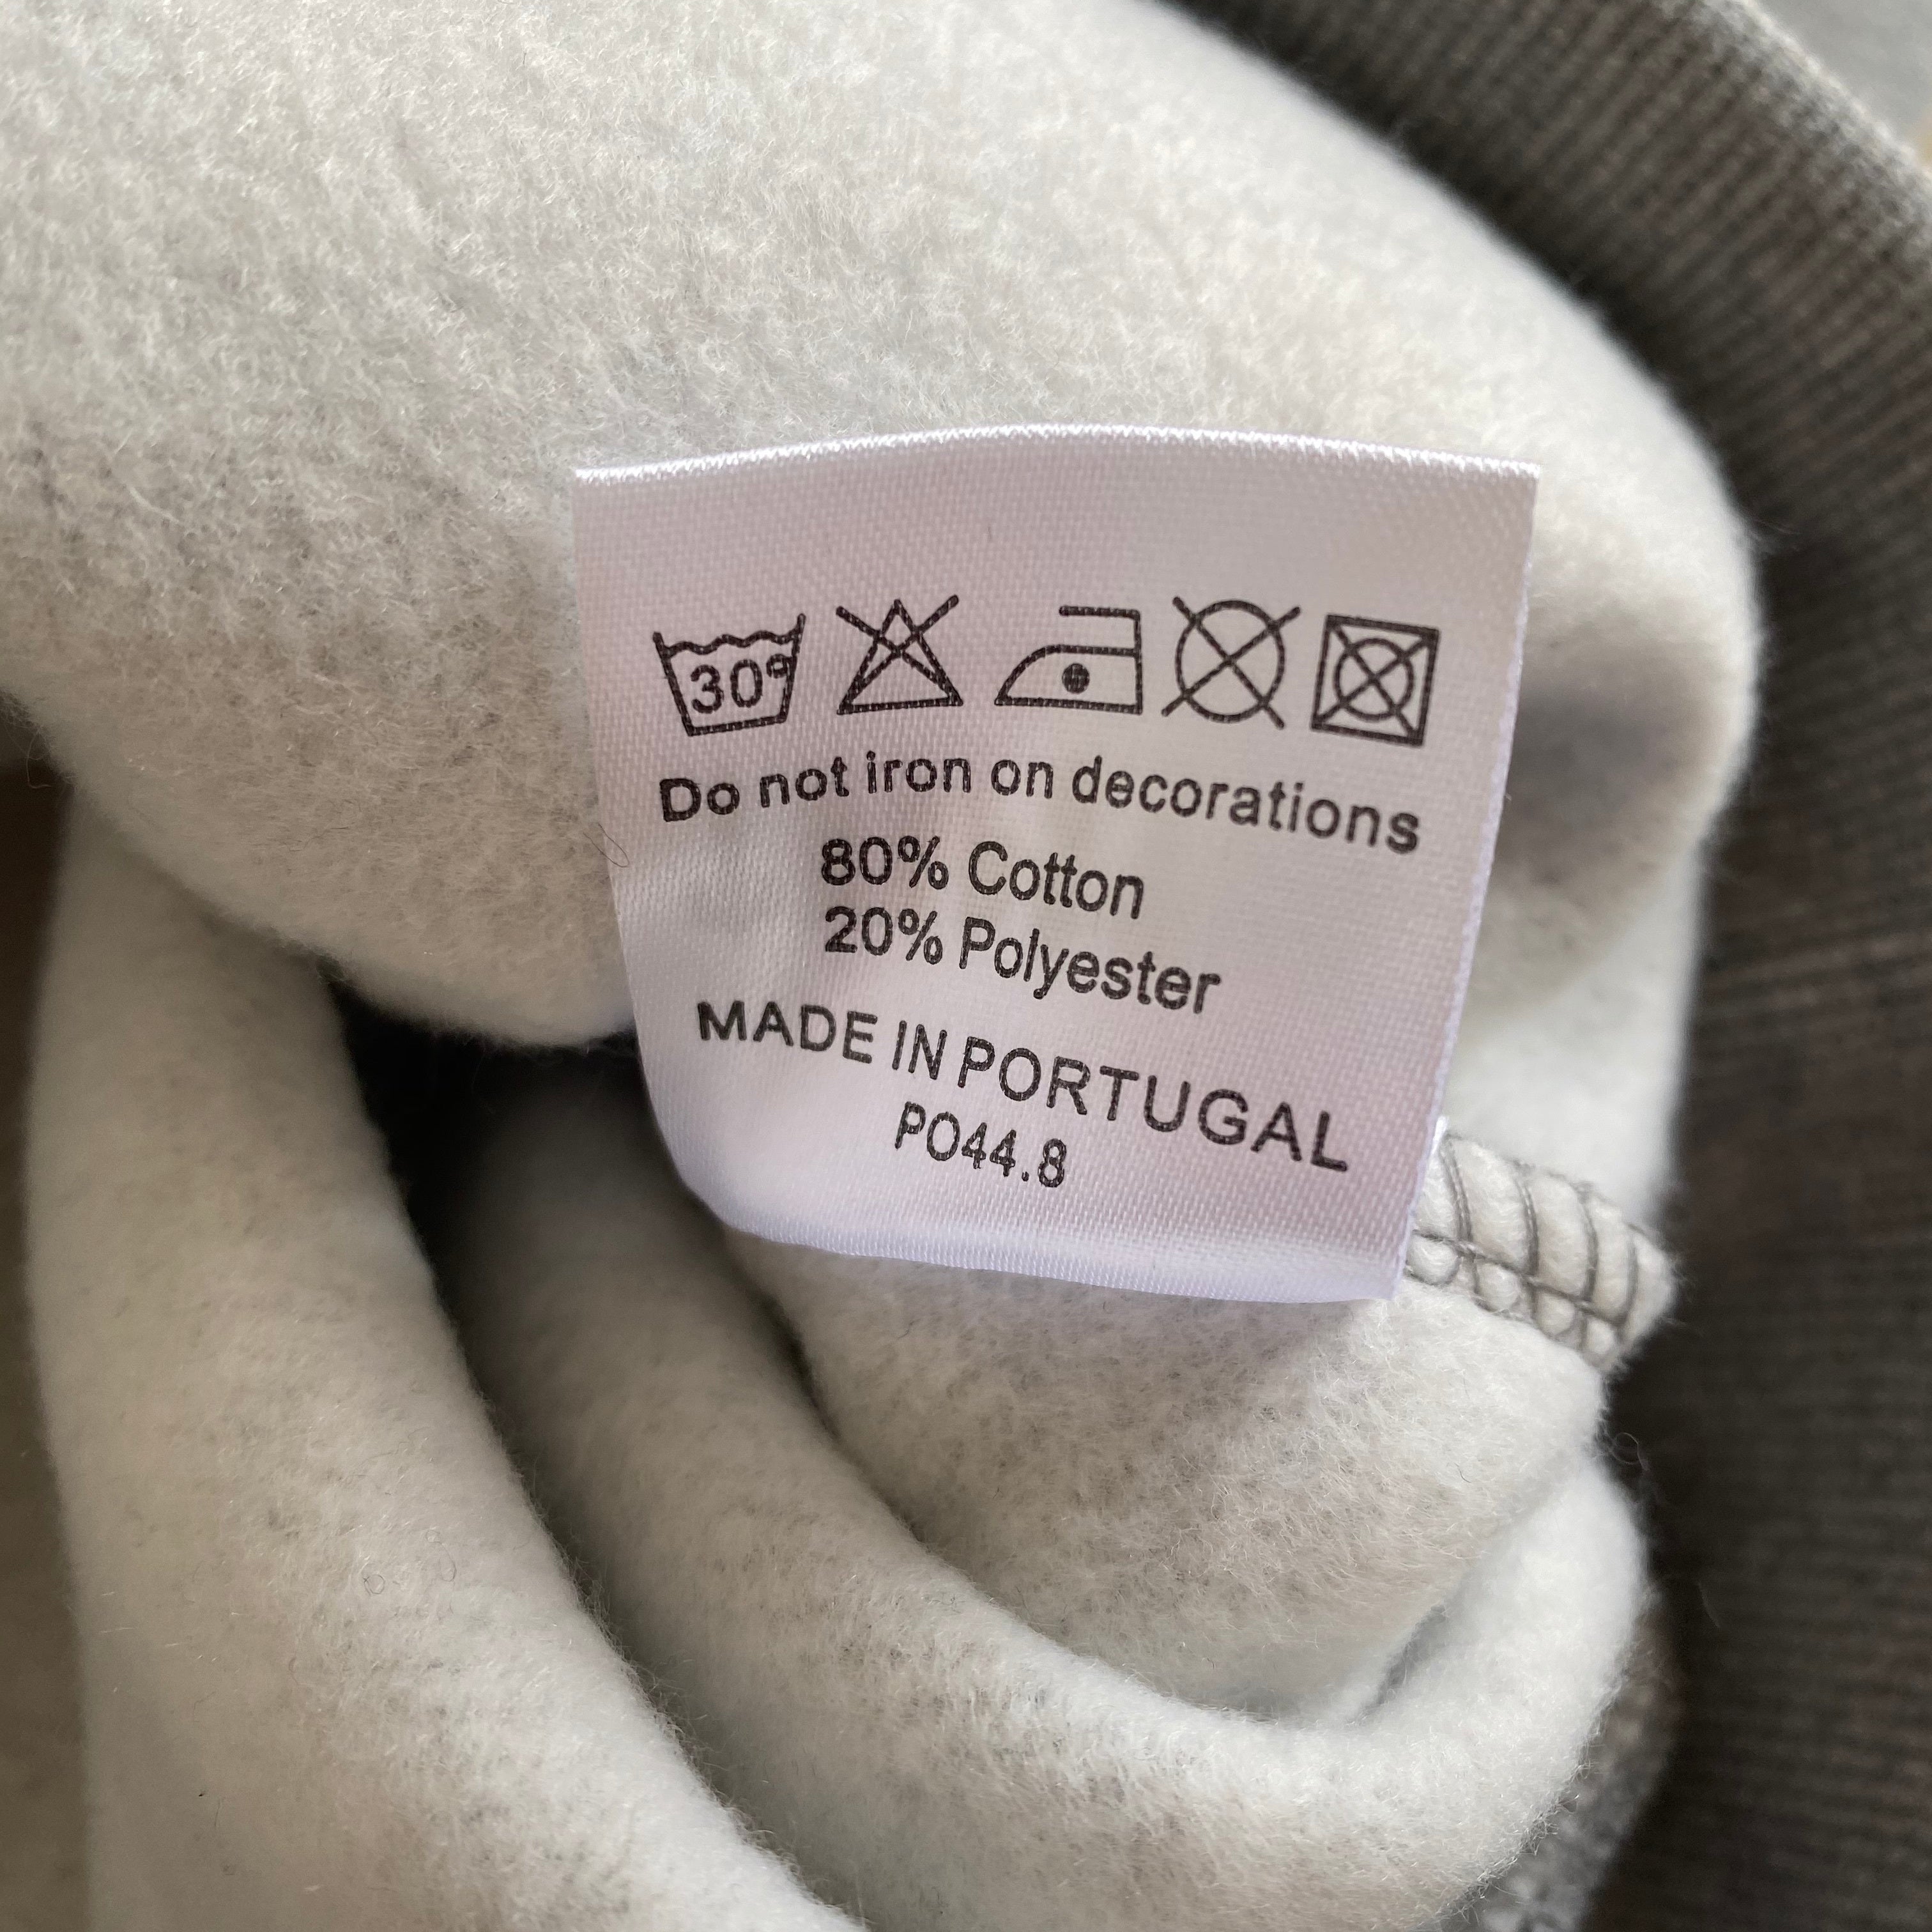 30°
Do not iron on decorations
80% Cotton
20% Polyester
MADE IN PORTUGAL
PO44.8